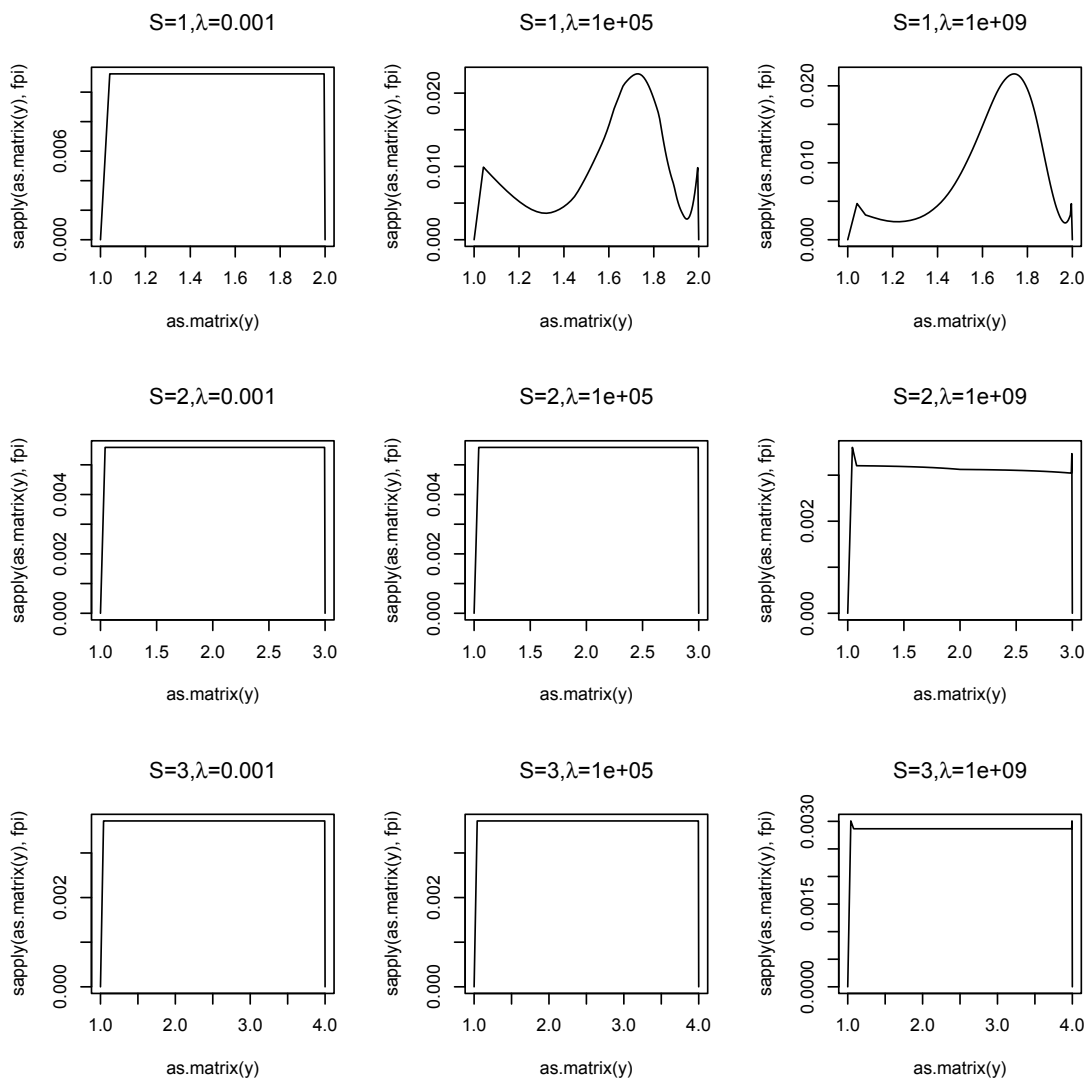 S=1,λ=0.001
sapply(as.matrix(y), fpi)
0.000
0.006
1.0 1.2 1.4 1.6 1.8 2.0
as.matrix(y)
S=1,λ=1e+05
sapply(as.matrix(y), fpi)
0.000
0.010
0.020
1.0 1.2 1.4 1.6 1.8 2.0
as.matrix(y)
S=1,λ=1e+09
sapply(as.matrix(y), fpi)
0.000
0.010
0.020
1.0 1.2 1.4 1.6 1.8 2.0
as.matrix(y)
S=2,λ=0.001
sapply(as.matrix(y), fpi)
0.000
0.002
0.004
1.0 1.5 2.0 2.5 3.0
as.matrix(y)
S=2,λ=1e+05
sapply(as.matrix(y), fpi)
0.000
0.002
0.004
1.0 1.5 2.0 2.5 3.0
as.matrix(y)
S=2,λ=1e+09
sapply(as.matrix(y), fpi)
0.000
0.002
1.0 1.5 2.0 2.5 3.0
as.matrix(y)
S=3,λ=0.001
sapply(as.matrix(y), fpi)
0.000
0.002
1.0 2.0 3.0 4.0
as.matrix(y)
S=3,λ=1e+05
sapply(as.matrix(y), fpi)
0.000
0.002
1.0 2.0 3.0 4.0
as.matrix(y)
S=3,λ=1e+09
sapply(as.matrix(y), fpi)
0.0000
0.0015
0.0030
1.0 2.0 3.0 4.0
as.matrix(y)